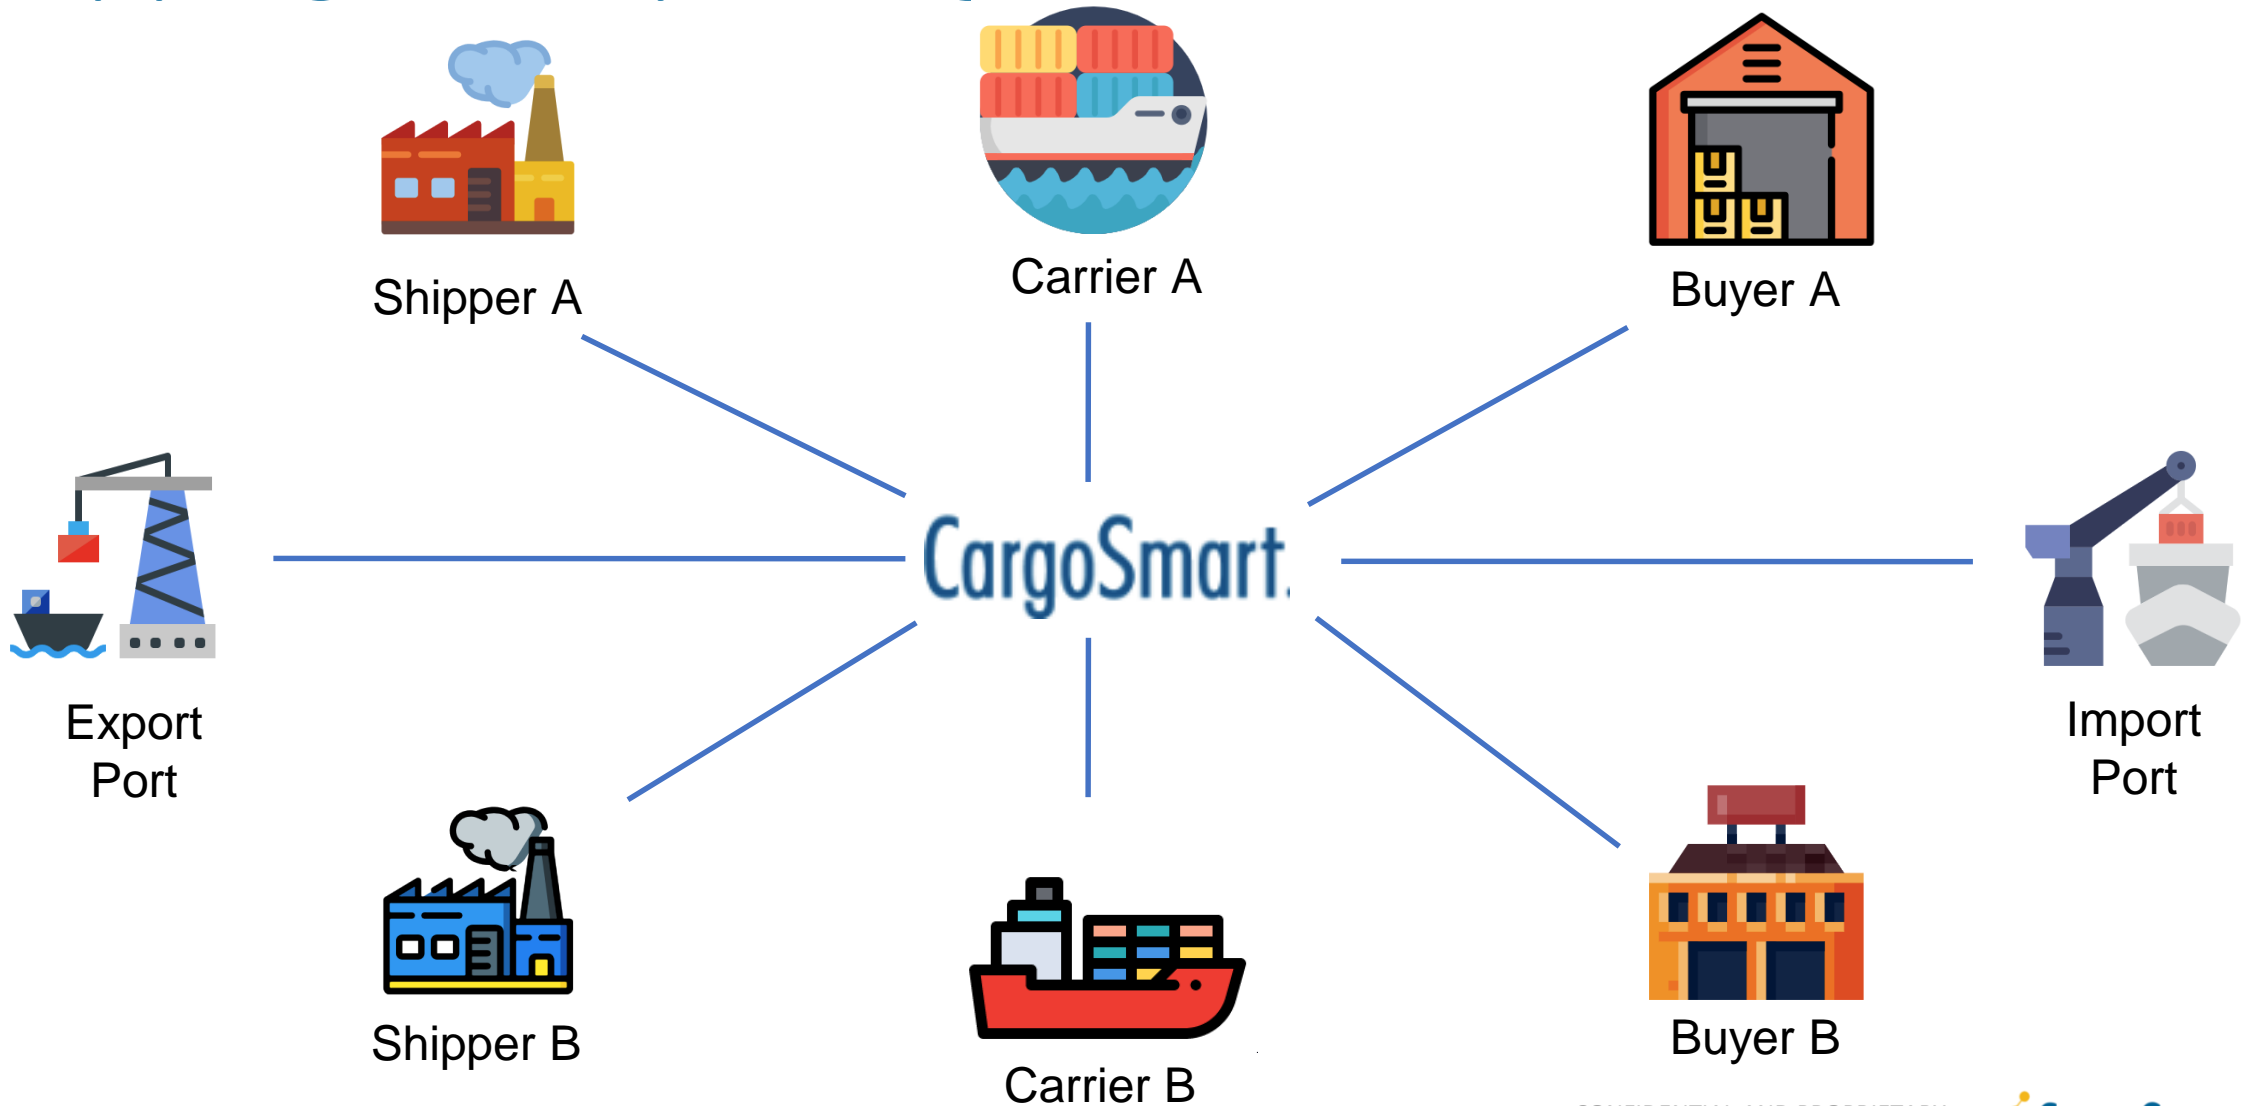 Shipper A
Carrier A
Buyer A
CargoSmart.
Export
Port
Import
Port
Shipper B
Carrier B
Buyer B